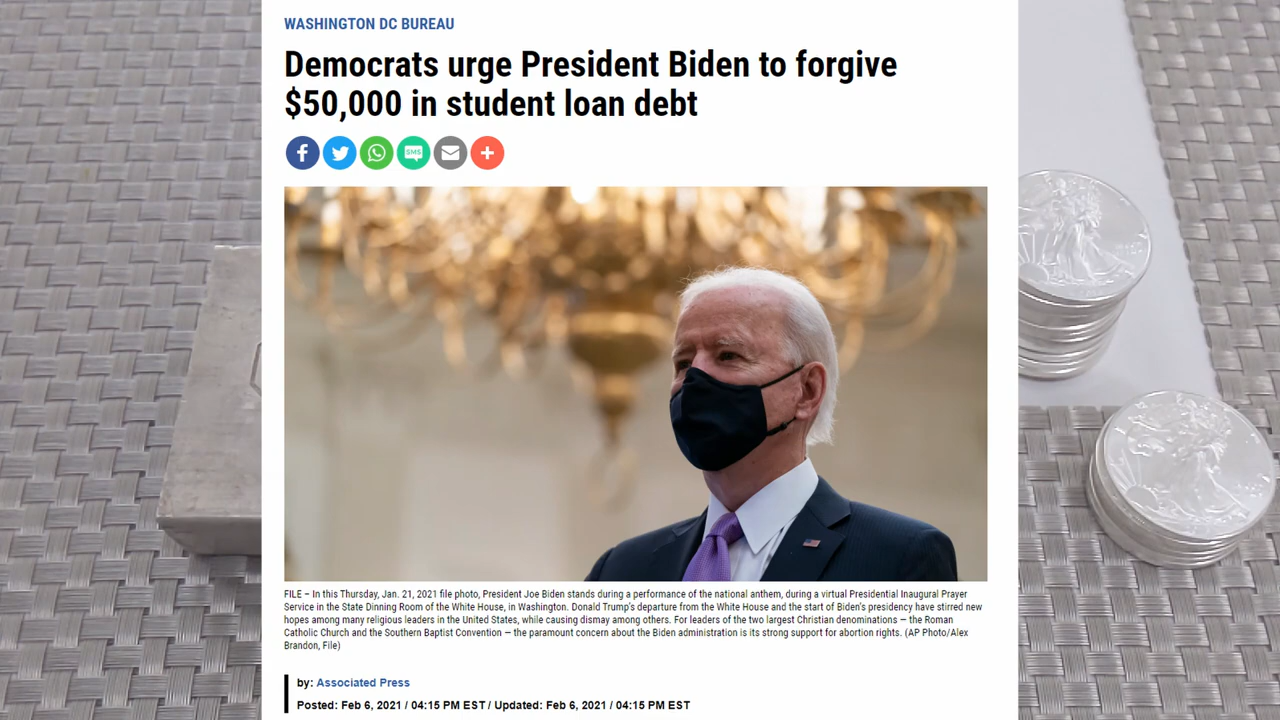 WASHINGTON DC BUREAU
Democrats urge President Biden to forgive
$50,000 in student loan debt
SMS
FILE – In this Thursday, Jan. 21, 2021 file photo, President Joe Biden stands during a performance of the national anthem, during a virtual Presidential Inaugural Prayer
Service in the State Dinning Room of the White House, in Washington. Donald Trump's departure from the White House and the start of Biden's presidency have stirred new
hopes among many religious leaders in the United States, while causing dismay among others. For leaders of the two largest Christian denominations — the Roman
Catholic Church and the Southern Baptist Convention — the paramount concern about the Biden administration is its strong support for abortion rights. (AP Photo/Alex
Brandon, File)
by: Associated Press
Posted: Feb 6, 2021 / 04:15 PM EST / Updated: Feb 6, 2021 / 04:15 PM EST